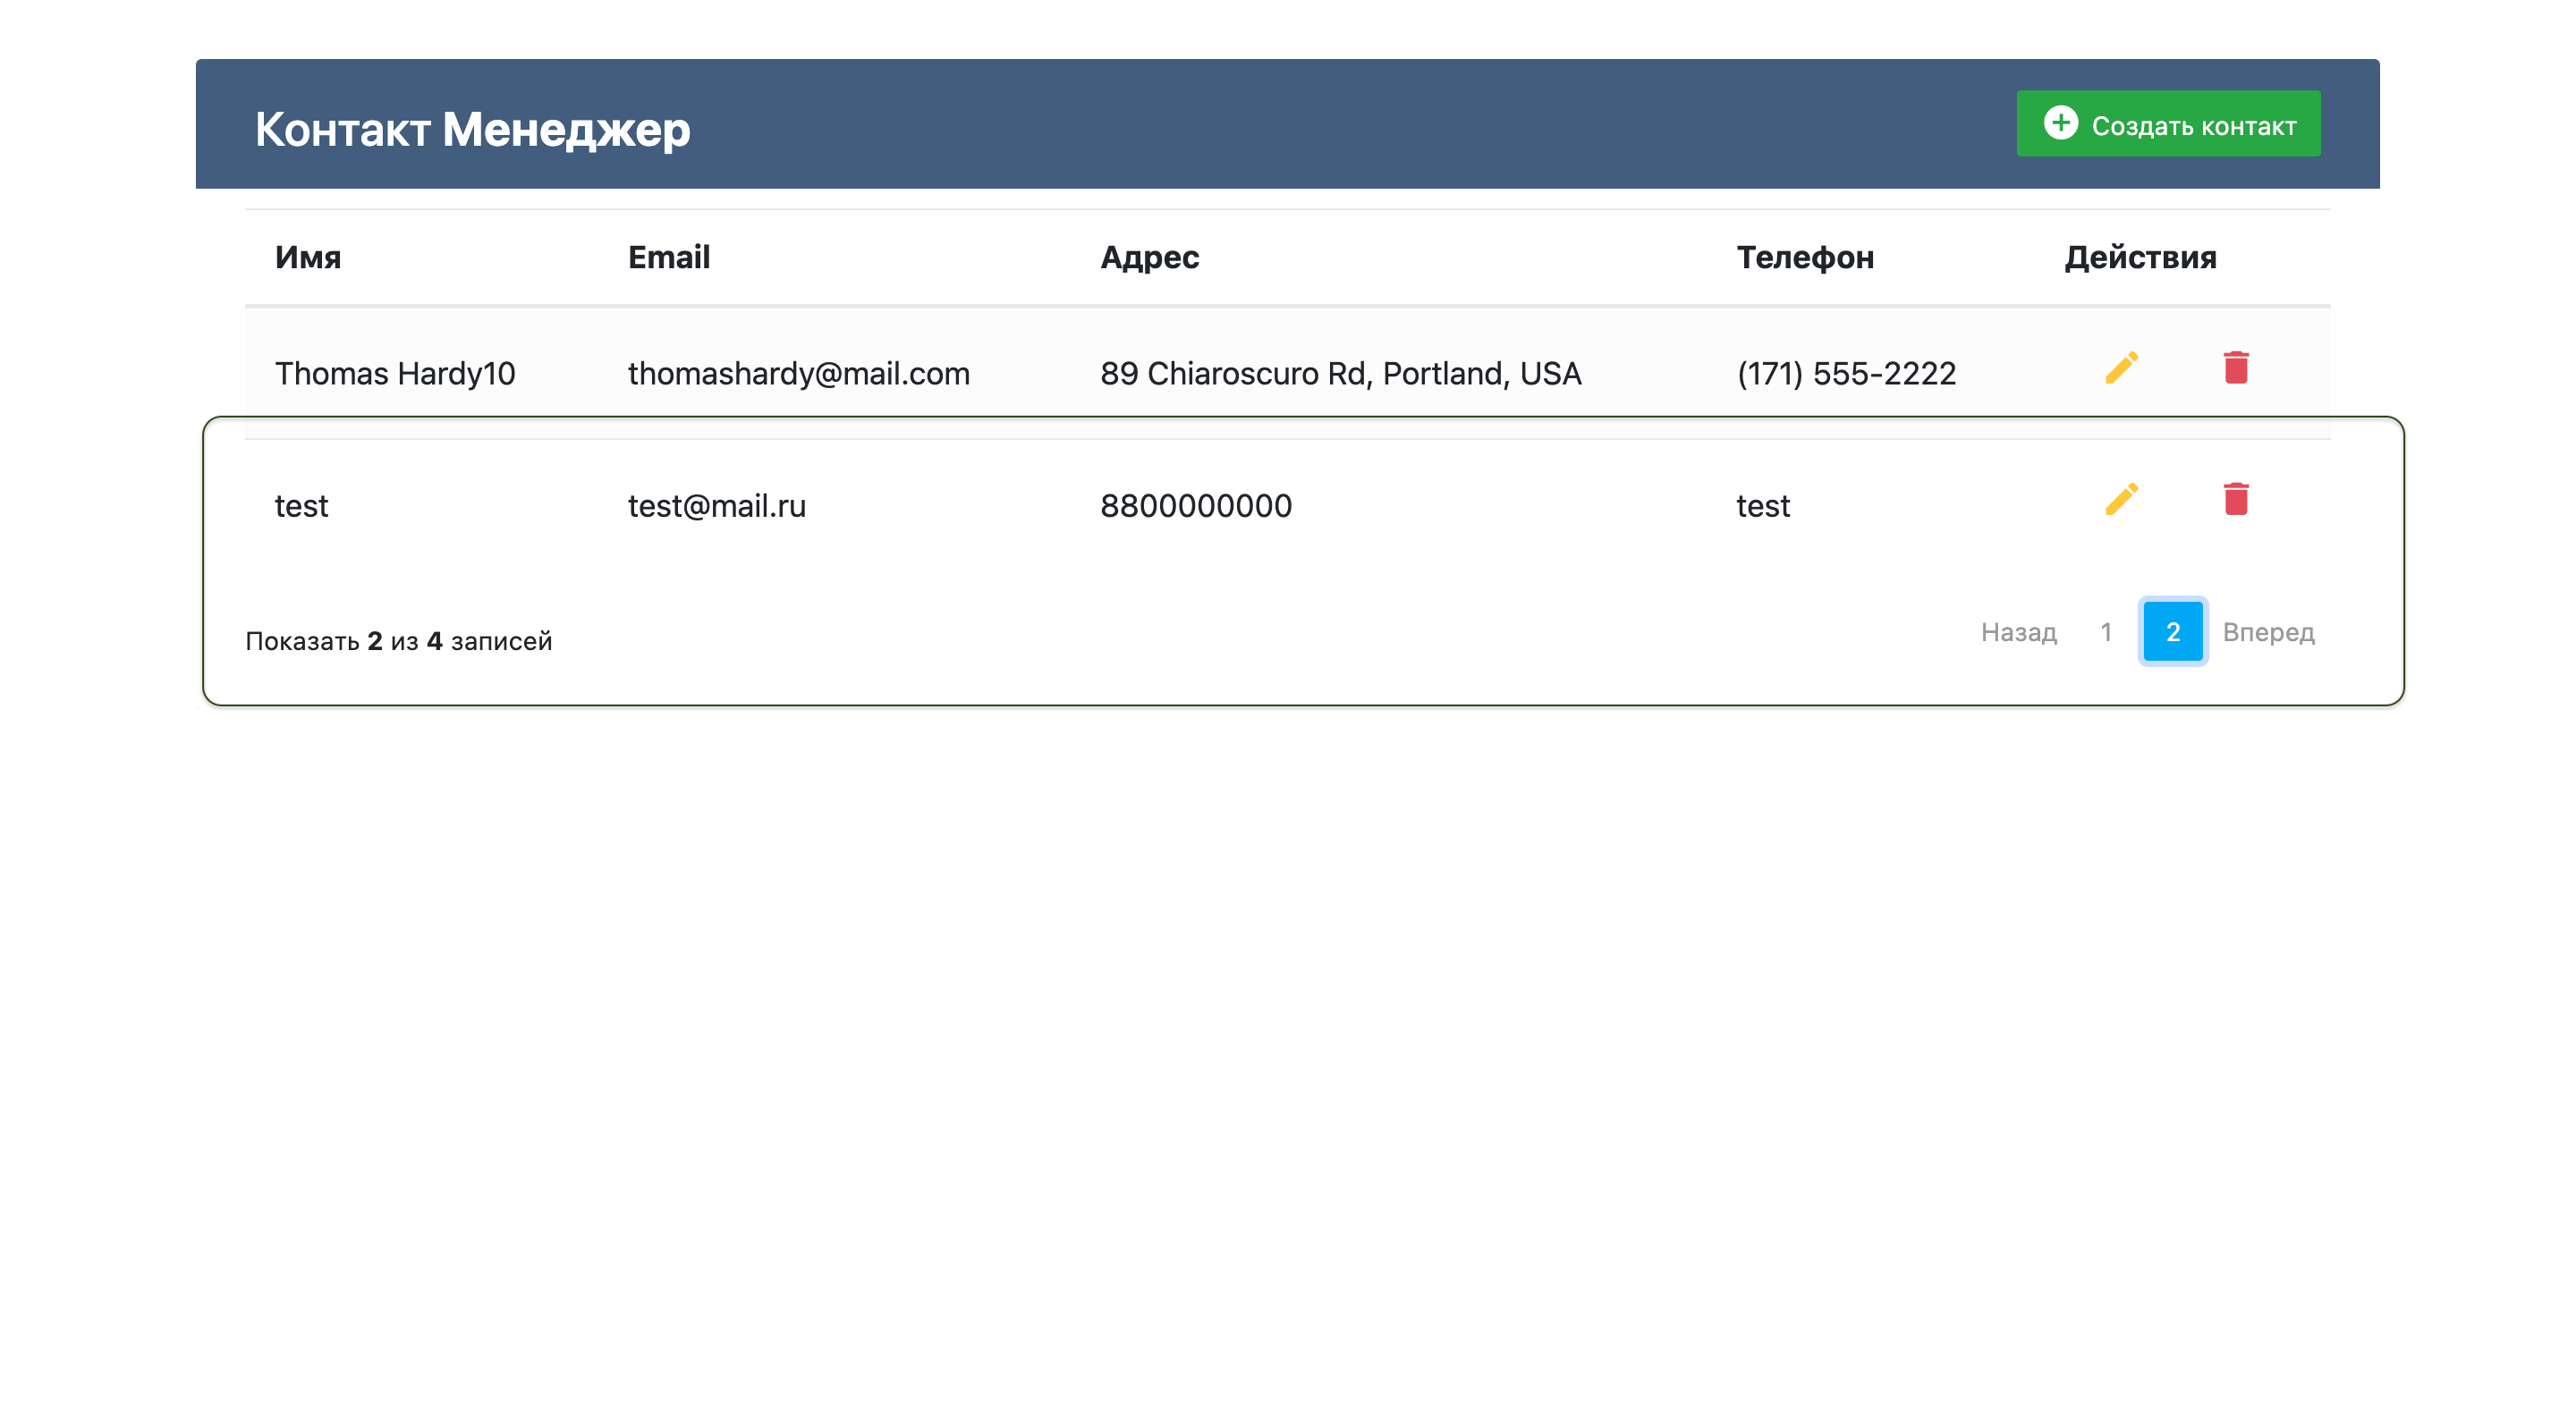 Контакт Менеджер
Создать контакт
Имя Email Адрес Телефон Действия
Thomas Hardy10 thomashardy@mail.com 89 Chiaroscuro Rd, Portland, USA (171) 555-2222
test test@mail.ru 8800000000 test
Показать 2 из 4 записей
Назад 1 2 Вперед